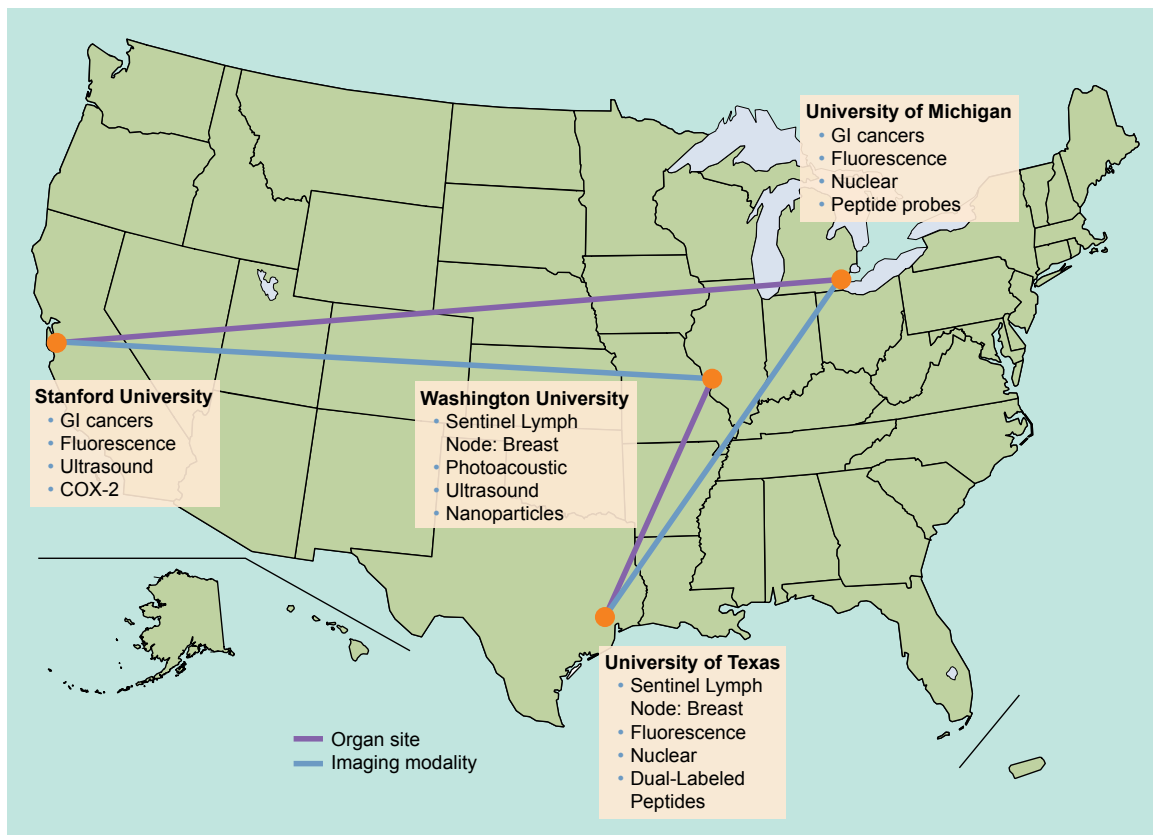 University of Michigan
• GI cancers
• Fluorescence
• Nuclear
• Peptide probes
Stanford University
• GI cancers
• Fluorescence
• Ultrasound
• COX-2
Washington University
• Sentinel Lymph
Node: Breast
• Photoacoustic
• Ultrasound
• Nanoparticles
University of Texas
• Sentinel Lymph
Node: Breast
• Fluorescence
• Nuclear
• Dual-Labeled
Peptides
Organ site
Imaging modality